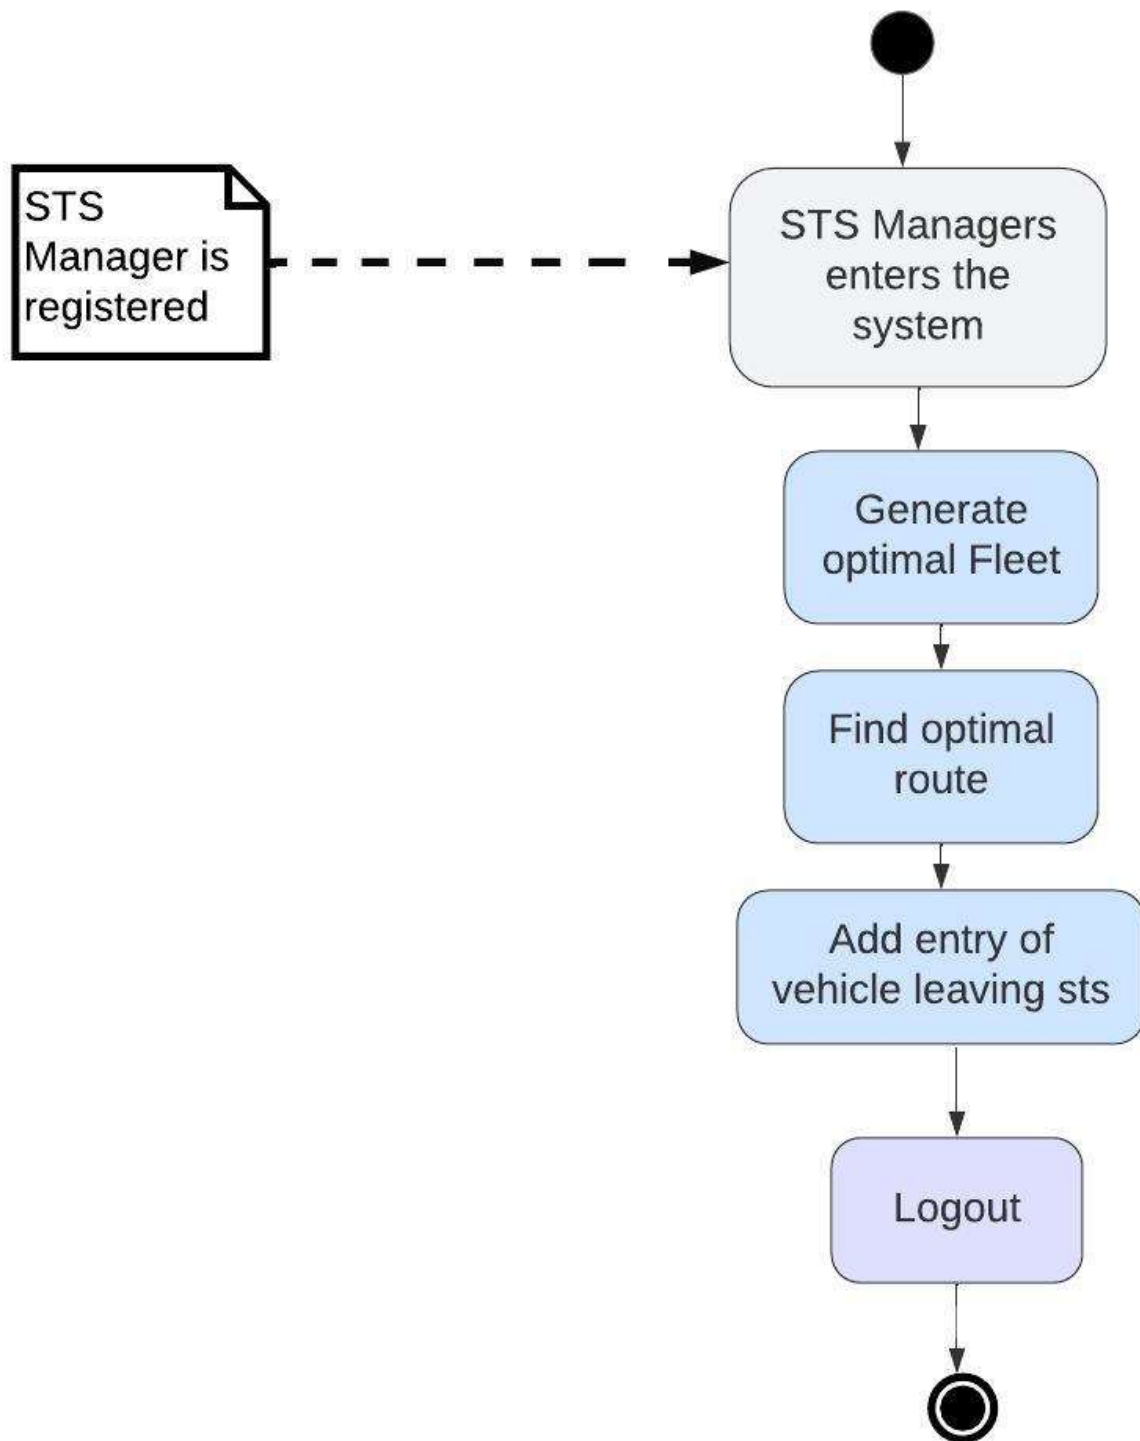 STS
Manager is
registered
STS Managers
enters the
system
Generate
optimal Fleet
Find optimal
route
Add entry of
vehicle leaving sts
Logout